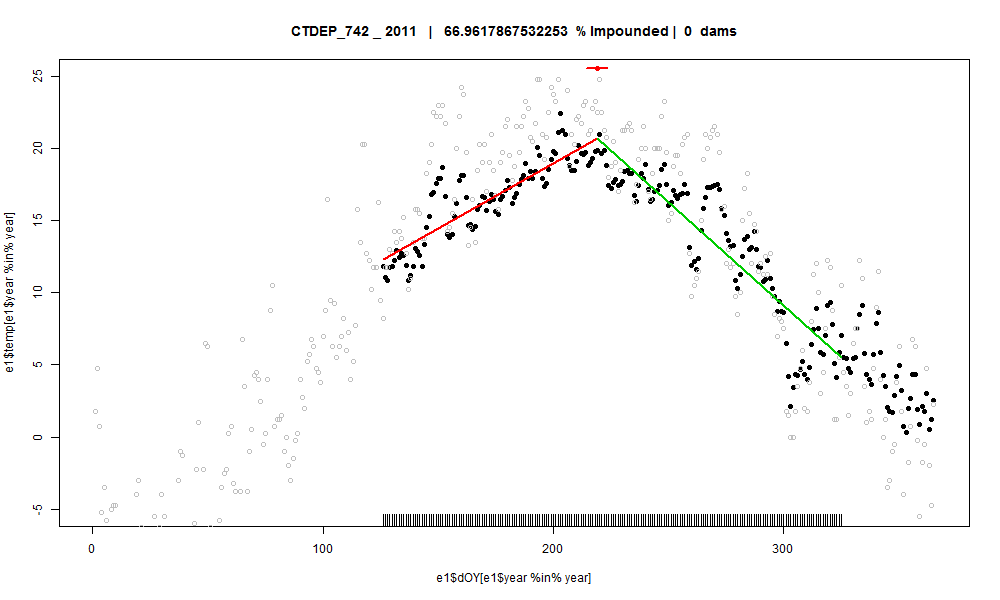 CTDEP_742 _ 2011 | 66.9617867532253 % Impounded | 0 dams
e1$temp[e1$year %in% year]
25
20
15
10
5
0
-5
0 100 200 300
e1$dOY[e1$year %in% year]